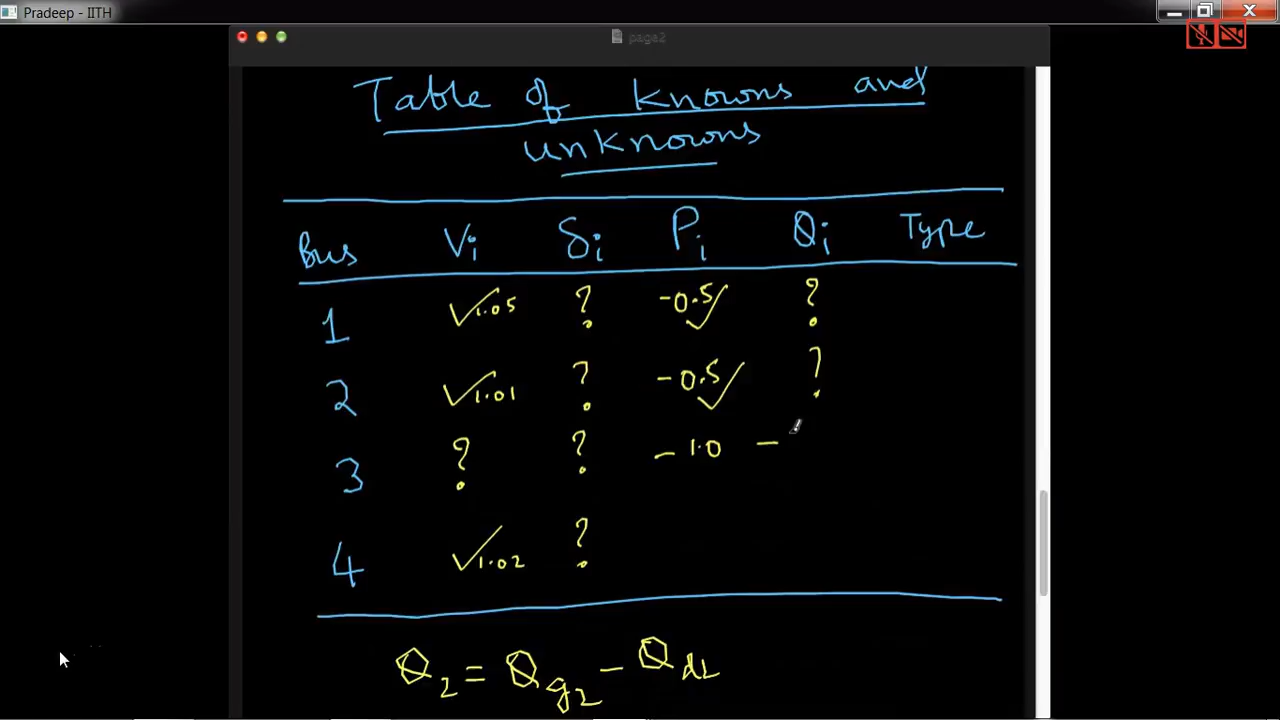 Pradeep - IITH
page2
Table of knowns and
unknowns
Bus Vi δi Pi Qi Type
1 ✓1.05 ? -0.5✓ ?
2 ✓1.01 ? -0.5✓ ?
3 ? ? -1.0 -
4 ✓1.02 ?
Q2 = Qg2 - Qd2